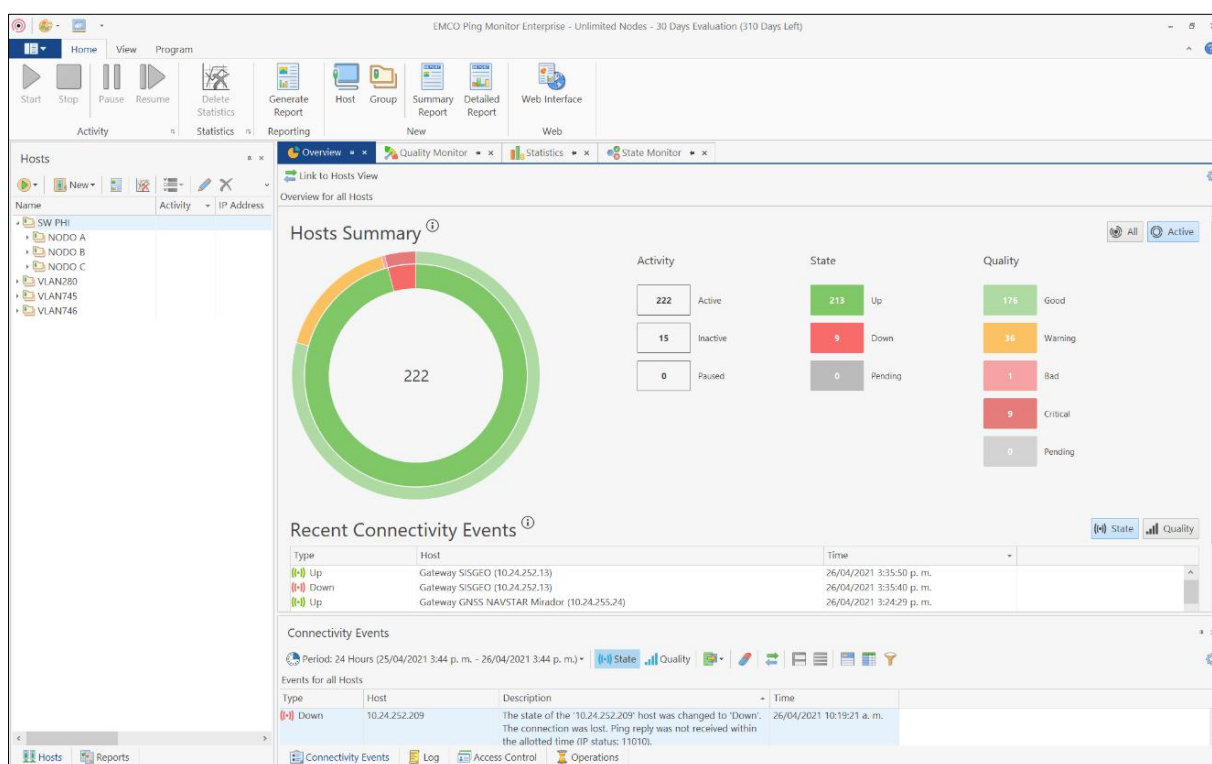 EMCO Ping Monitor Enterprise - Unlimited Nodes - 30 Days Evaluation (310 Days Left)
Home View Program
Start Stop Pause Resume Delete Statistics Generate Report Host Group Summary Report Detailed Report Web Interface
Activity Statistics Reporting New Web
Hosts
Overview Quality Monitor Statistics State Monitor
New
Link to Hosts View
Name Activity IP Address
Overview for all Hosts
SW PHI
NODO A
NODO B
NODO C
VLAN280
VLAN745
VLAN746
Hosts Summary
All Active
Activity State Quality
222 Active 213 Up 176 Good
15 Inactive 9 Down 36 Warning
0 Paused 0 Pending 1 Bad
9 Critical
0 Pending
222
Recent Connectivity Events
State Quality
Type Host Time
Up Gateway SISGEO (10.24.252.13) 26/04/2021 3:35:50 p. m.
Down Gateway SISGEO (10.24.252.13) 26/04/2021 3:35:40 p. m.
Up Gateway GNSS NAVSTAR Mirador (10.24.255.24) 26/04/2021 3:24:29 p. m.
Connectivity Events
Period: 24 Hours (25/04/2021 3:44 p. m. - 26/04/2021 3:44 p. m.) State Quality
Events for all Hosts
Type Host Description Time
Down 10.24.252.209 The state of the '10.24.252.209' host was changed to 'Down'. 26/04/2021 10:19:21 a. m.
The connection was lost. Ping reply was not received within
the allotted time (IP status: 11010).
Hosts Reports
Connectivity Events Log Access Control Operations